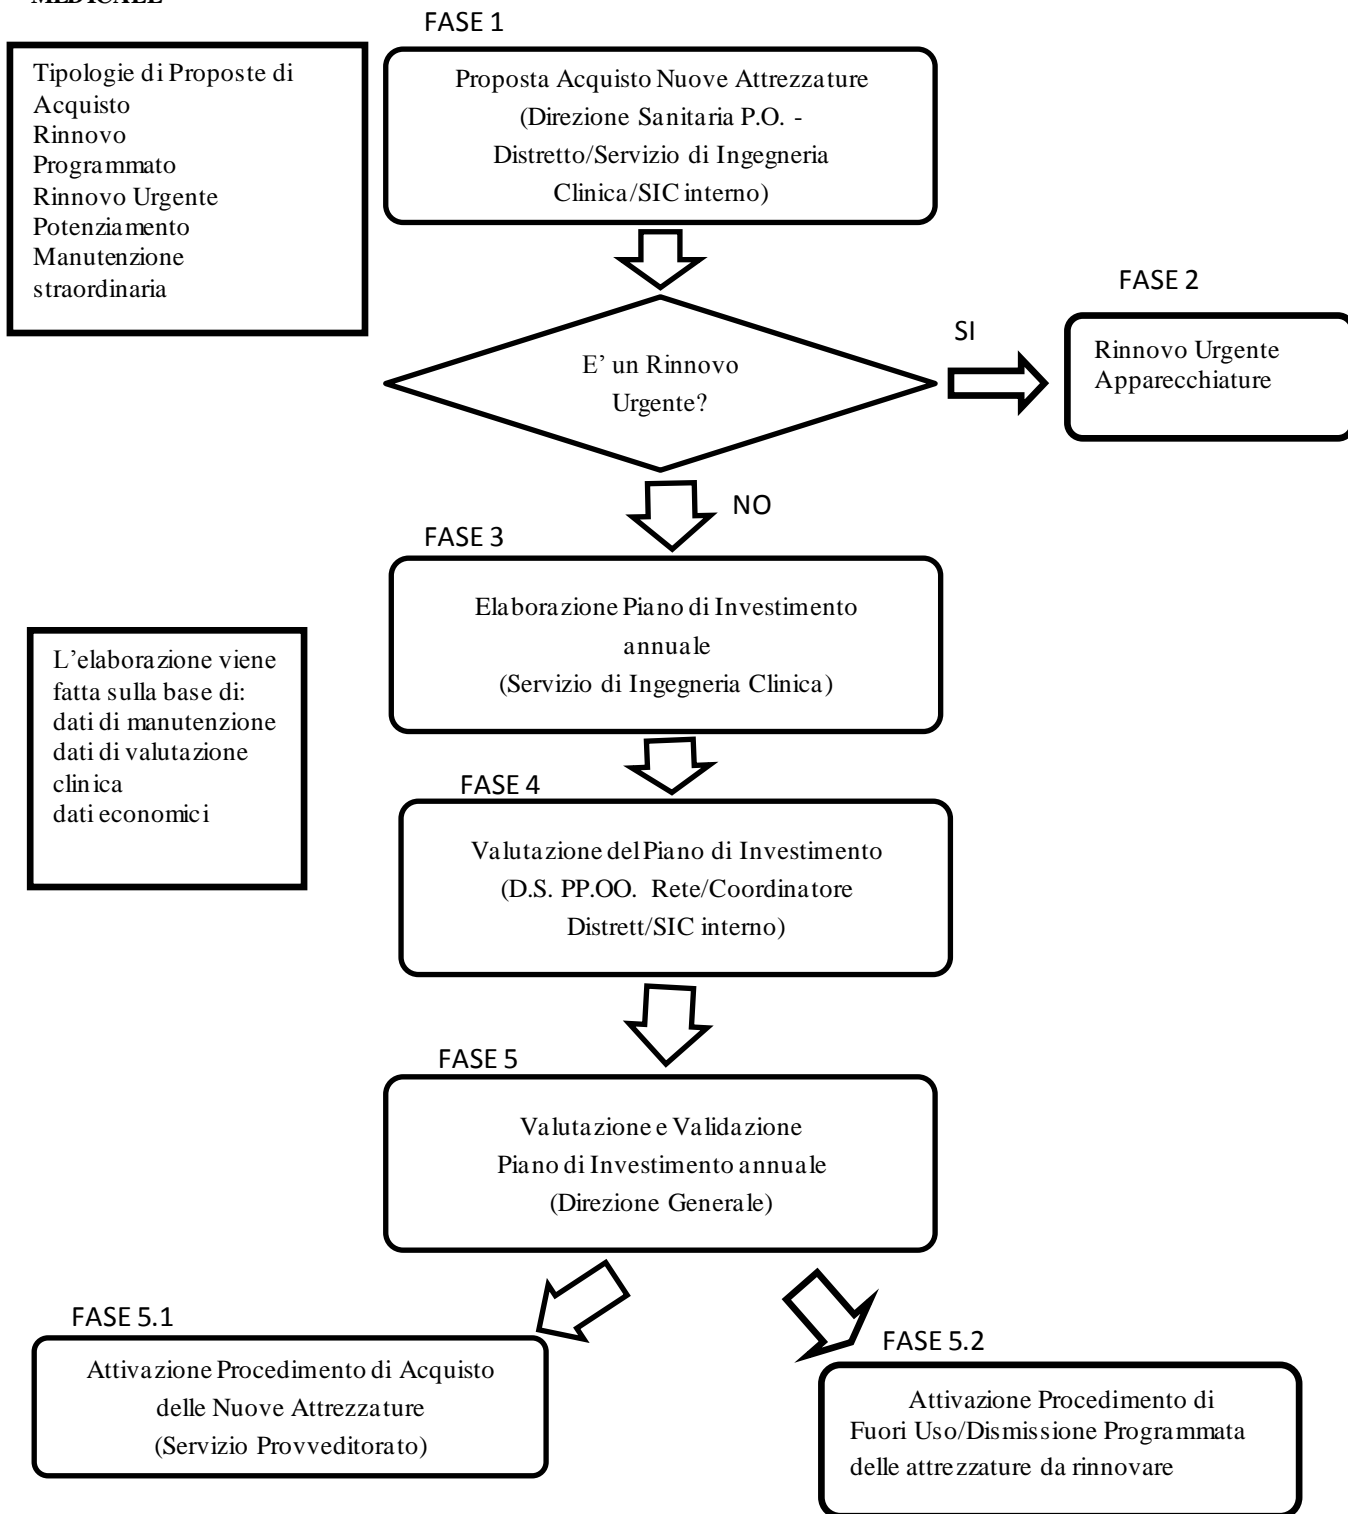 MEDICALE
FASE 1
Tipologie di Proposte di
Acquisto
Rinnovo
Programmato
Rinnovo Urgente
Potenziamento
Manutenzione
straordinaria
Proposta Acquisto Nuove Attrezzature
(Direzione Sanitaria P.O. -
Distretto/Servizio di Ingegneria
Clinica/SIC interno)
E’ un Rinnovo
Urgente?
SI
FASE 2
Rinnovo Urgente
Apparecchiature
NO
FASE 3
Elaborazione Piano di Investimento
annuale
(Servizio di Ingegneria Clinica)
L’elaborazione viene
fatta sulla base di:
dati di manutenzione
dati di valutazione
clinica
dati economici
FASE 4
Valutazione del Piano di Investimento
(D.S. PP.OO. Rete/Coordinatore
Distrett/SIC interno)
FASE 5
Valutazione e Validazione
Piano di Investimento annuale
(Direzione Generale)
FASE 5.1
Attivazione Procedimento di Acquisto
delle Nuove Attrezzature
(Servizio Provveditorato)
FASE 5.2
Attivazione Procedimento di
Fuori Uso/Dismissione Programmata
delle attrezzature da rinnovare